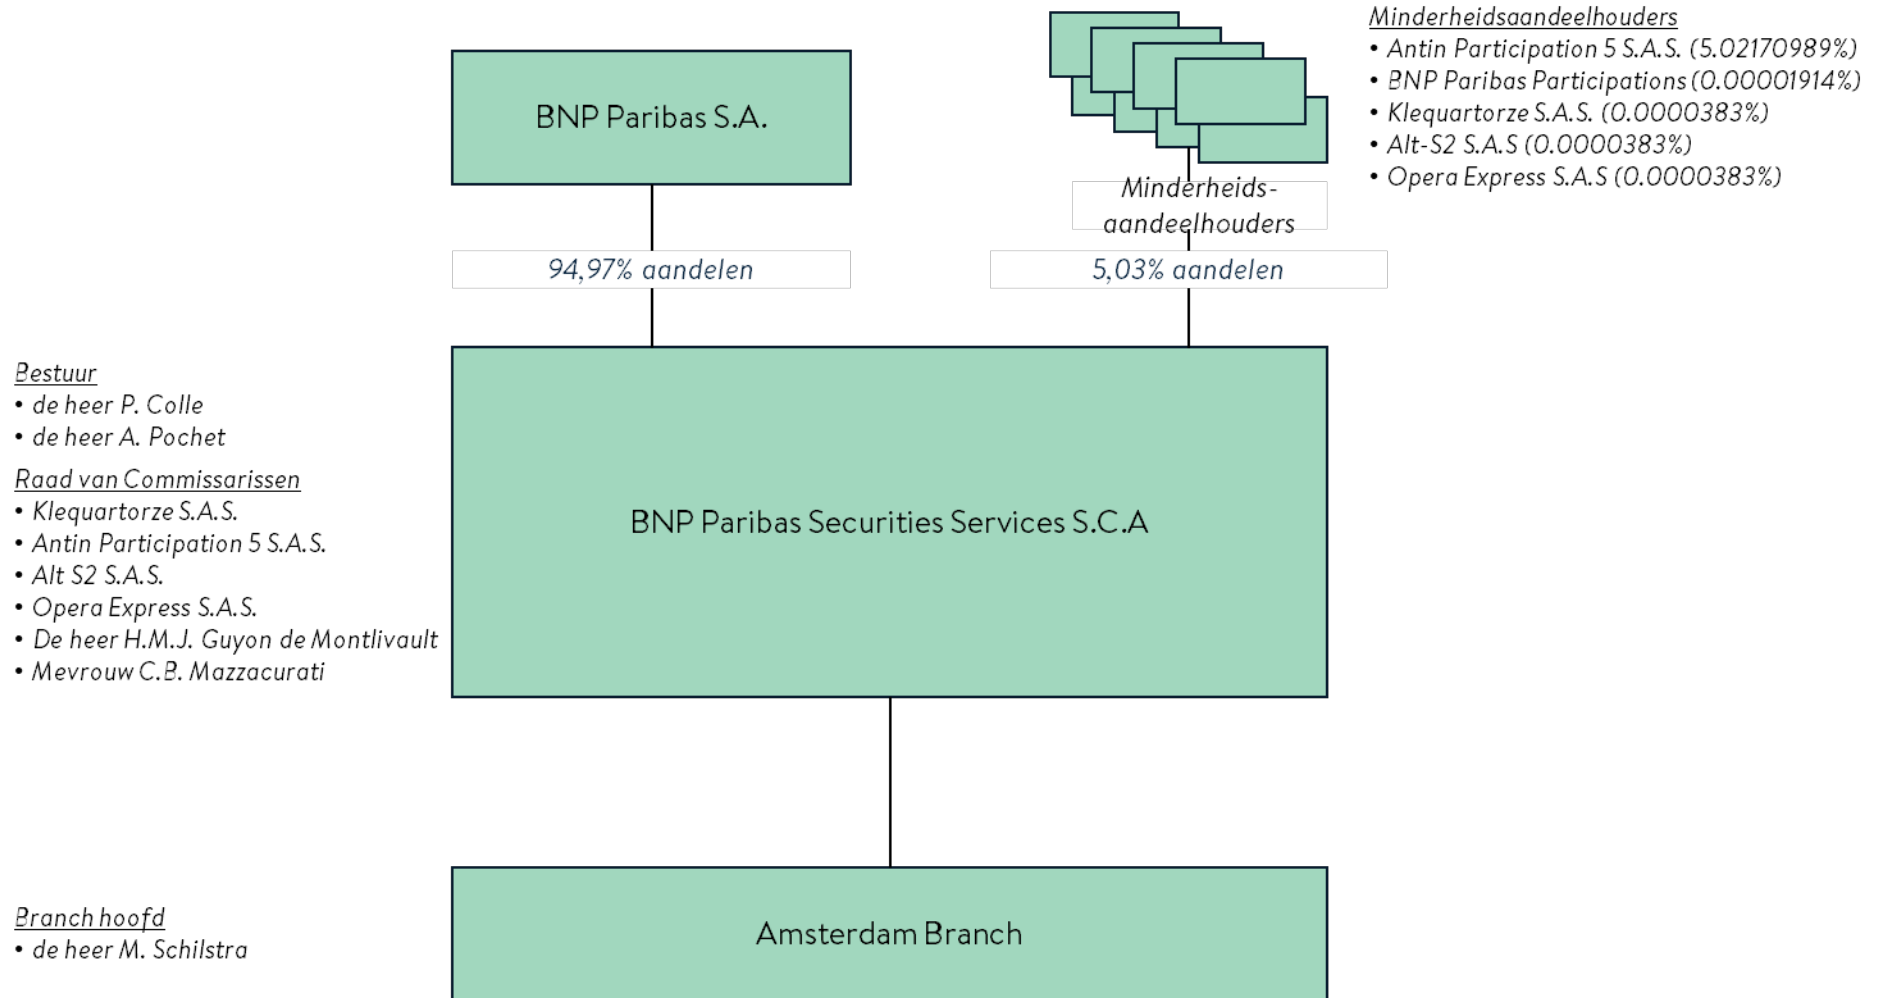 Minderheidsaandeelhouders
• Antin Participation 5 S.A.S. (5.02170989%)
• BNP Paribas Participations (0.00001914%)
• Klequartorze S.A.S. (0.0000383%)
• Alt-S2 S.A.S (0.0000383%)
• Opera Express S.A.S (0.0000383%)
BNP Paribas S.A.
Minderheids-
aandeelhouders
94,97% aandelen
5,03% aandelen
Bestuur
• de heer P. Colle
• de heer A. Pochet
Raad van Commissarissen
• Klequartorze S.A.S.
• Antin Participation 5 S.A.S.
• Alt S2 S.A.S.
• Opera Express S.A.S.
• De heer H.M.J. Guyon de Montlivault
• Mevrouw C.B. Mazzacurati
BNP Paribas Securities Services S.C.A
Branch hoofd
• de heer M. Schilstra
Amsterdam Branch